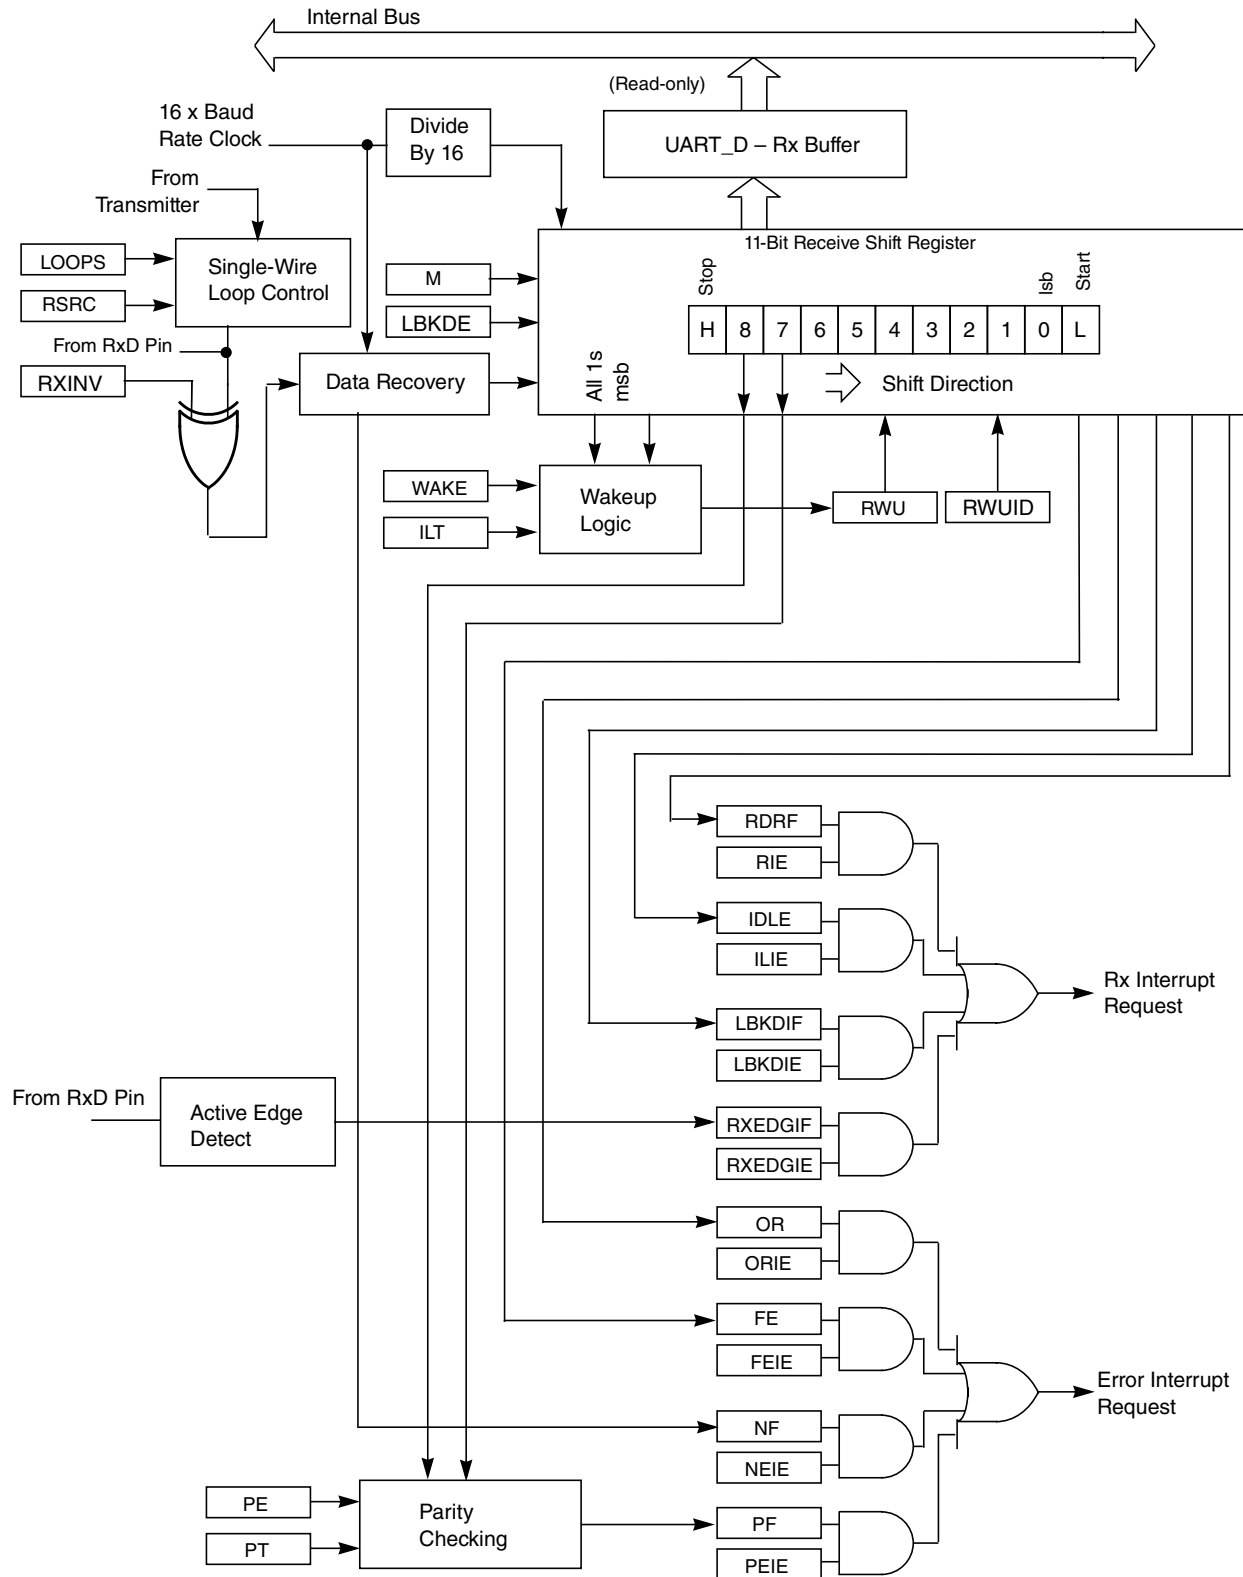 Internal Bus
(Read-only)
16 x Baud
Rate Clock
Divide
By 16
UART_D – Rx Buffer
From
Transmitter
11-Bit Receive Shift Register
LOOPS
RSRC
Single-Wire
Loop Control
M
LBKDE
Stop
lsb
Start
H 8 7 6 5 4 3 2 1 0 L
From RxD Pin
RXINV
Data Recovery
All 1s
msb
Shift Direction
WAKE
ILT
Wakeup
Logic
RWU
RWUID
RDRF
RIE
IDLE
ILIE
Rx Interrupt
Request
LBKDIF
LBKDIE
From RxD Pin
Active Edge
Detect
RXEDGIF
RXEDGIE
OR
ORIE
FE
FEIE
Error Interrupt
Request
NF
NEIE
PE
PT
Parity
Checking
PF
PEIE